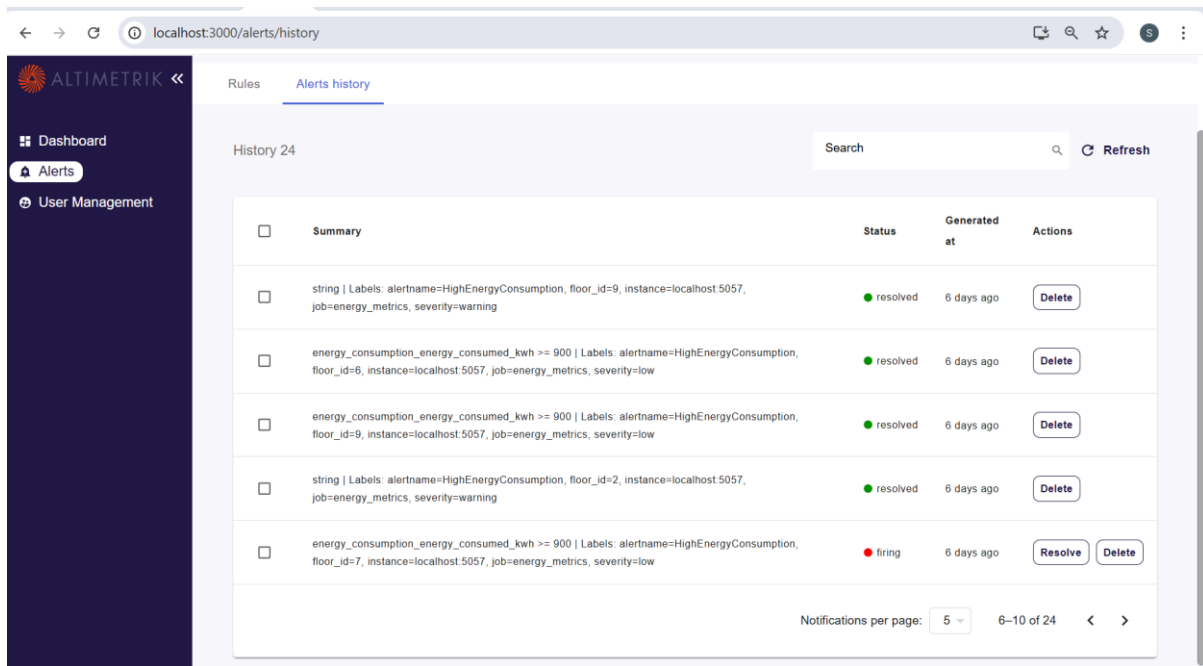 localhost:3000/alerts/history
S
ALTIMETRIK
Dashboard
Alerts
User Management
Rules
Alerts history
History 24
Search
Refresh
Summary
Status
Generated
at
Actions
string | Labels: alertname=HighEnergyConsumption, floor_id=9, instance=localhost:5057,
job=energy_metrics, severity=warning
resolved
6 days ago
Delete
energy_consumption_energy_consumed_kwh >= 900 | Labels: alertname=HighEnergyConsumption,
floor_id=6, instance=localhost:5057, job=energy_metrics, severity=low
resolved
6 days ago
Delete
energy_consumption_energy_consumed_kwh >= 900 | Labels: alertname=HighEnergyConsumption,
floor_id=9, instance=localhost:5057, job=energy_metrics, severity=low
resolved
6 days ago
Delete
string | Labels: alertname=HighEnergyConsumption, floor_id=2, instance=localhost:5057,
job=energy_metrics, severity=warning
resolved
6 days ago
Delete
energy_consumption_energy_consumed_kwh >= 900 | Labels: alertname=HighEnergyConsumption,
floor_id=7, instance=localhost:5057, job=energy_metrics, severity=low
firing
6 days ago
Resolve
Delete
Notifications per page:
5
6–10 of 24